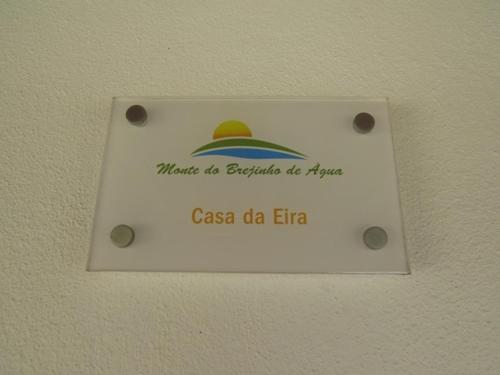 Monte do Brejinho de Água
Casa da Eira